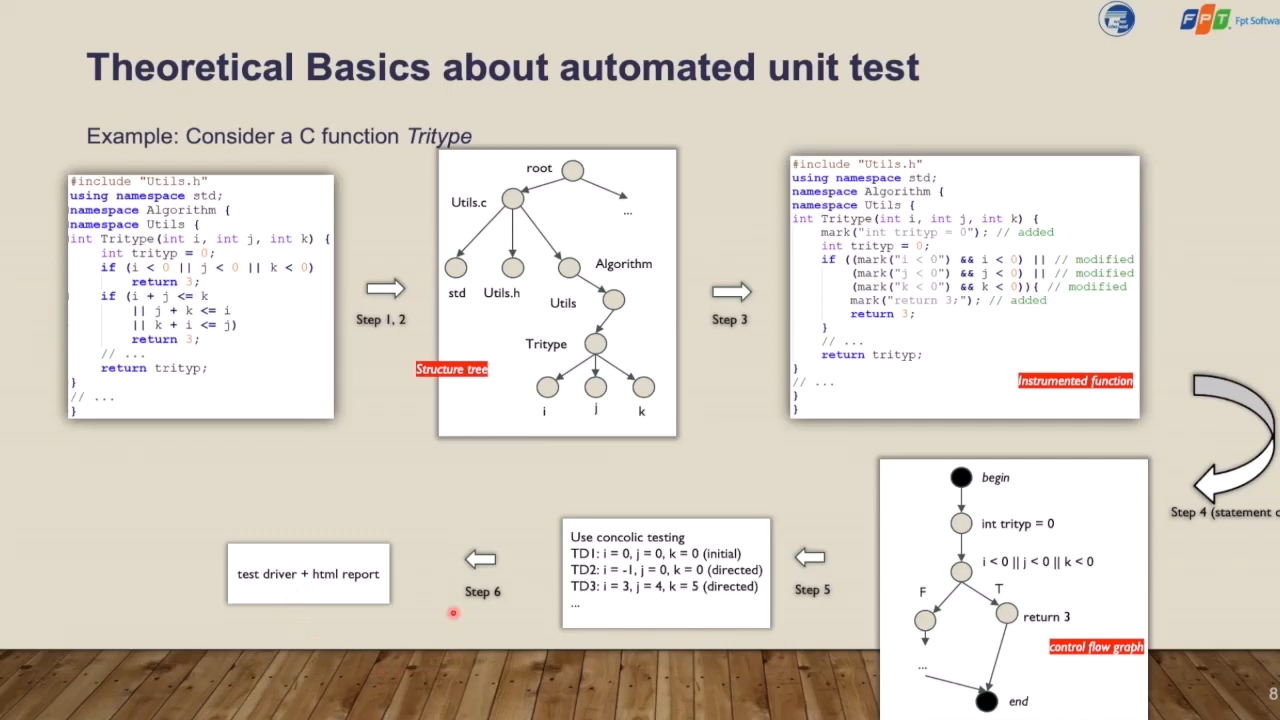 FPT
Fpt Softwa
Theoretical Basics about automated unit test
Example: Consider a C function Tritype
#include "Utils.h"
using namespace std;
namespace Algorithm {
namespace Utils {
int Tritype(int i, int j, int k) {
int trityp = 0;
if (i < 0 || j < 0 || k < 0)
return 3;
if (i + j <= k
|| j + k <= i
|| k + i <= j)
return 3;
// ...
return trityp;
}
// ...
}
Step 1, 2
root
Utils.c
...
std
Utils.h
Algorithm
Utils
Tritype
i
j
k
Structure tree
Step 3
#include "Utils.h"
using namespace std;
namespace Algorithm {
namespace Utils {
int Tritype(int i, int j, int k) {
mark("int trityp = 0"); // added
int trityp = 0;
if ((mark("i < 0") && i < 0) || // modified
(mark("j < 0") && j < 0) || // modified
(mark("k < 0") && k < 0)){ // modified
mark("return 3;"); // added
return 3;
}
// ...
return trityp;
}
// ...
}
}
Instrumented function
Step 4 (statement c
begin
int trityp = 0
i < 0 || j < 0 || k < 0
F
T
return 3
control flow graph
...
end
Step 5
Use concolic testing
TD1: i = 0, j = 0, k = 0 (initial)
TD2: i = -1, j = 0, k = 0 (directed)
TD3: i = 3, j = 4, k = 5 (directed)
...
Step 6
test driver + html report
8